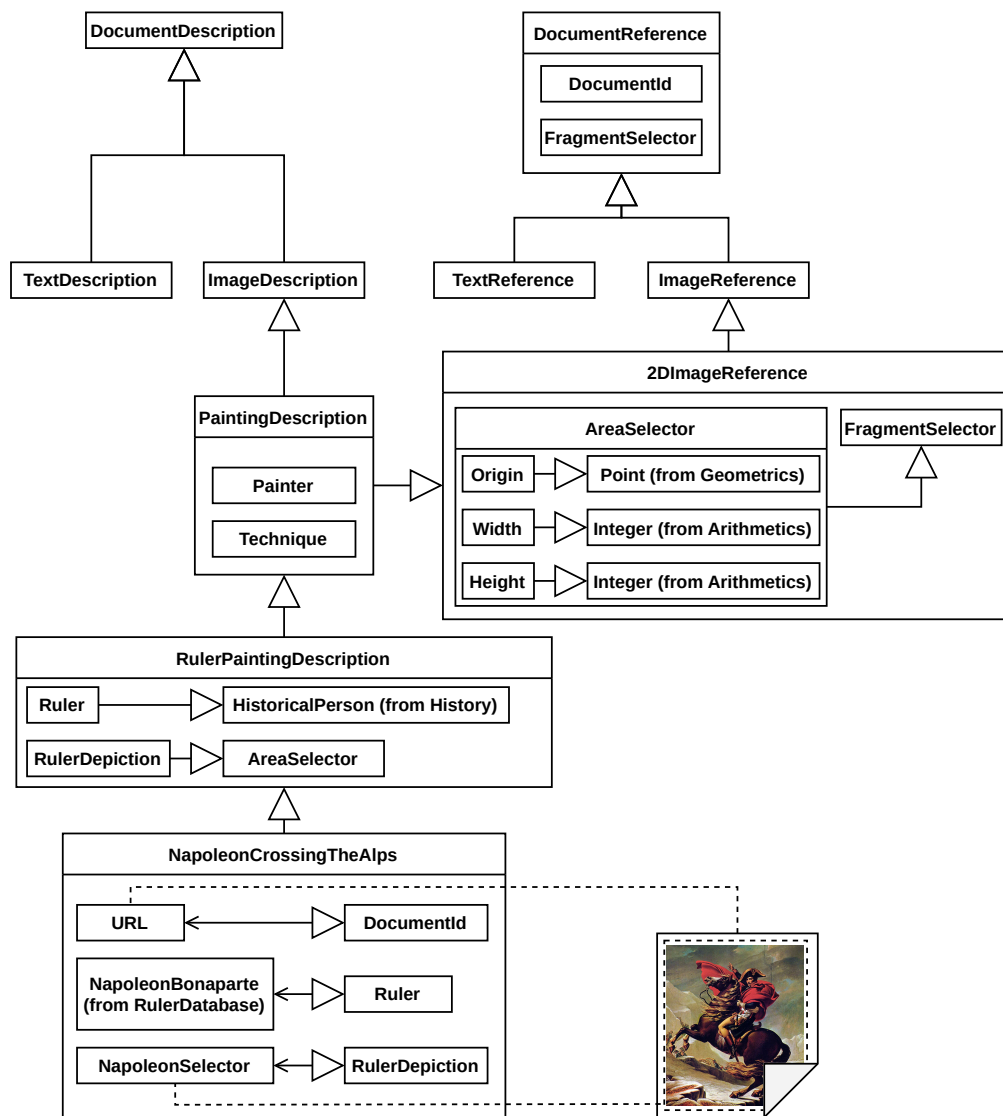 DocumentDescription
DocumentReference
DocumentId
FragmentSelector
TextDescription
ImageDescription
TextReference
ImageReference
2DImageReference
PaintingDescription
Painter
Technique
AreaSelector
FragmentSelector
Origin
Point (from Geometrics)
Width
Integer (from Arithmetics)
Height
Integer (from Arithmetics)
RulerPaintingDescription
Ruler
HistoricalPerson (from History)
RulerDepiction
AreaSelector
NapoleonCrossingTheAlps
URL
DocumentId
NapoleonBonaparte
(from RulerDatabase)
Ruler
NapoleonSelector
RulerDepiction